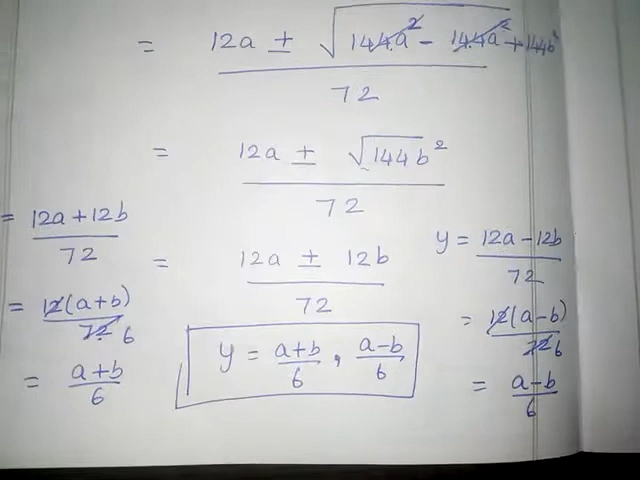 = 12a ± √144a² − 144a² + 144b²
72
= 12a ± √144b²
72
= 12a + 12b
72
= 12a ± 12b
72
y = 12a − 12b
72
= 12(a+b)
72 6
= 12(a−b)
72 6
y = a+b/6 , a−b/6
= a+b
6
= a−b
6